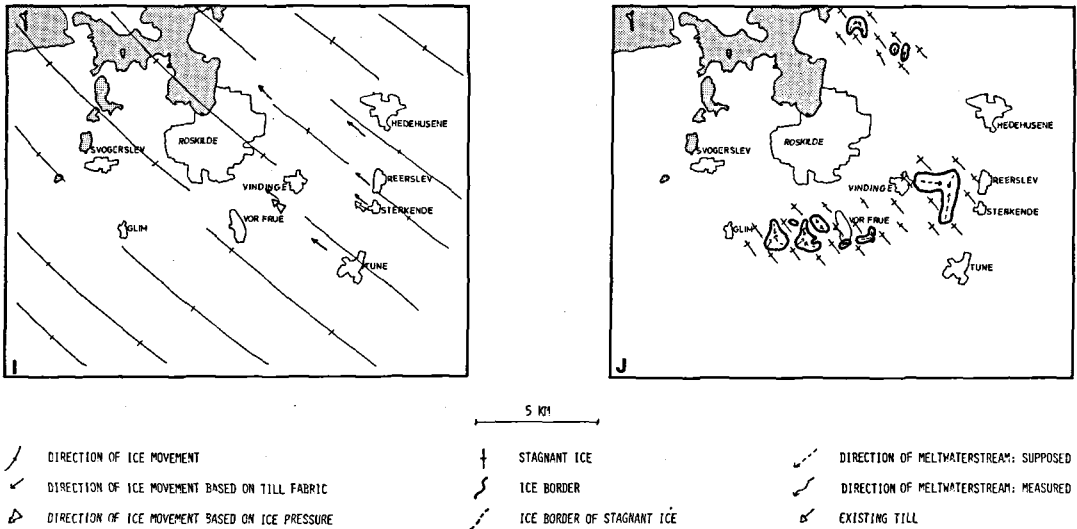 HEDEHUSENE
ROSKILDE
SVOGERSLEV
VINDINGE
REERSLEV
STERKENDE
VOR FRUE
GLIM
TUNE
I
HEDEHUSENE
ROSKILDE
SVOGERSLEV
VINDINGE
REERSLEV
STERKENDE
VOR FRUE
GLIM
TUNE
J
5 KM
DIRECTION OF ICE MOVEMENT
DIRECTION OF ICE MOVEMENT BASED ON TILL FABRIC
DIRECTION OF ICE MOVEMENT BASED ON ICE PRESSURE
STAGNANT ICE
ICE BORDER
ICE BORDER OF STAGNANT ICE
DIRECTION OF MELTWATERSTREAM: SUPPOSED
DIRECTION OF MELTWATERSTREAM: MEASURED
EXISTING TILL